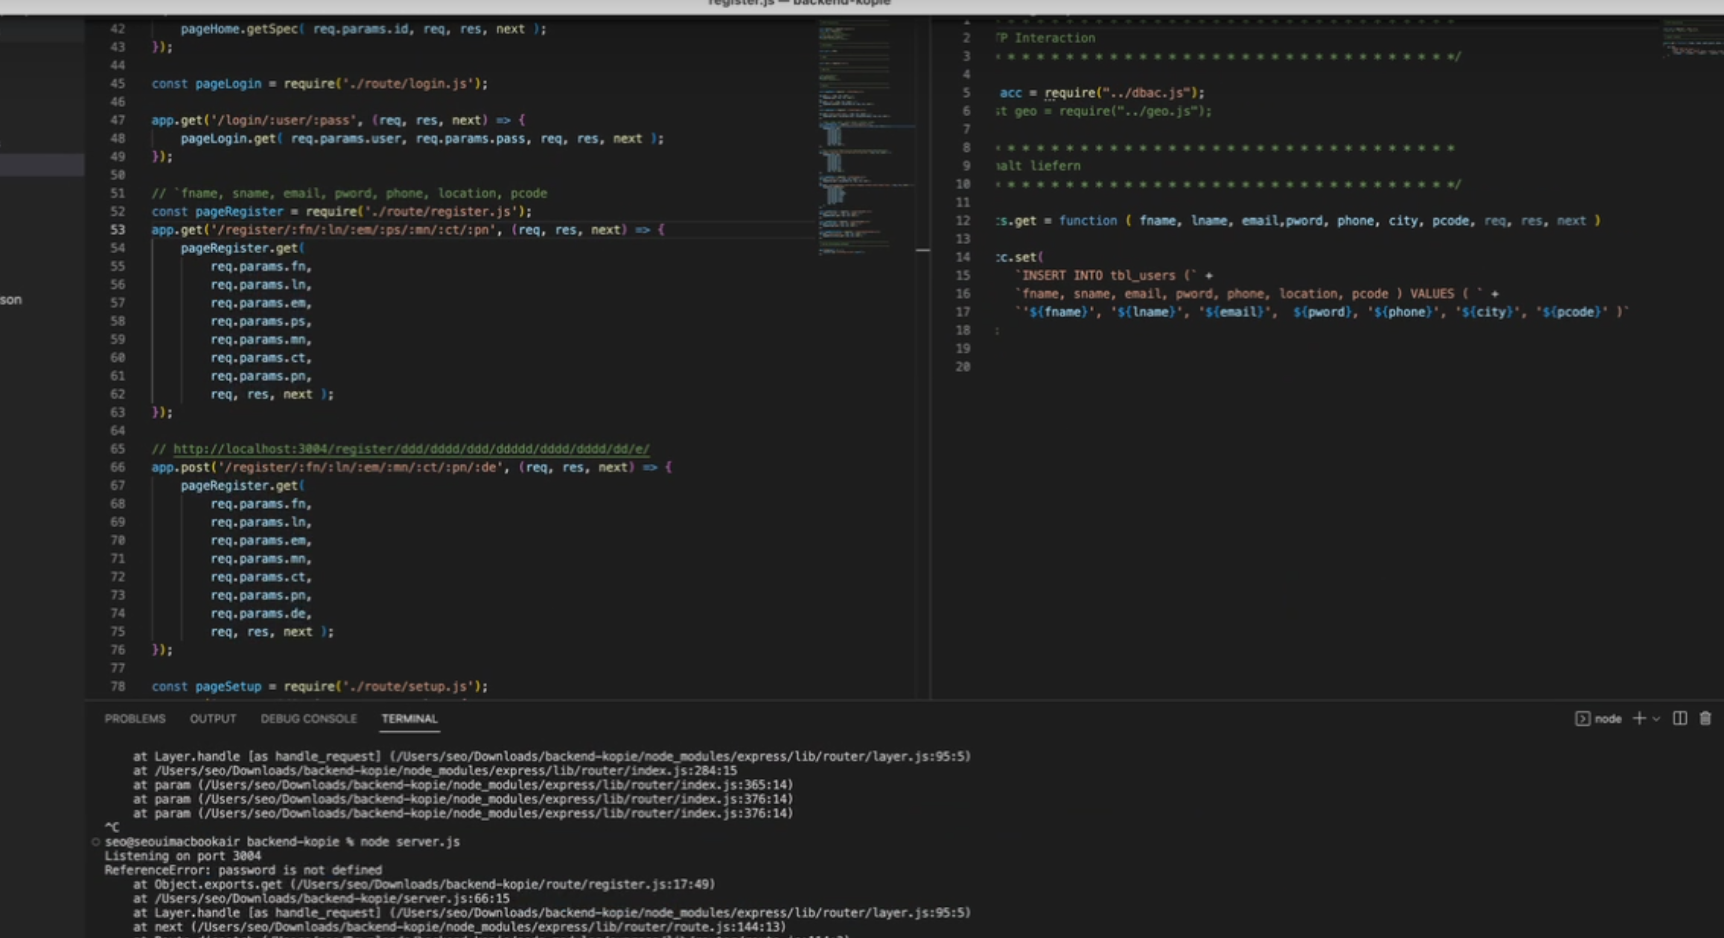 register.js — backend-kopie
42 pageHome.getSpec( req.params.id, req, res, next );
43 });
44
45 const pageLogin = require('./route/login.js');
46
47 app.get('/login/:user/:pass', (req, res, next) => {
48 pageLogin.get( req.params.user, req.params.pass, req, res, next );
49 });
50
51 // `fname, sname, email, pword, phone, location, pcode
52 const pageRegister = require('./route/register.js');
53 app.get('/register/:fn/:ln/:em/:ps/:mn/:ct/:pn', (req, res, next) => {
54 pageRegister.get(
55 req.params.fn,
56 req.params.ln,
57 req.params.em,
58 req.params.ps,
59 req.params.mn,
60 req.params.ct,
61 req.params.pn,
62 req, res, next );
63 });
64
65 // http://localhost:3004/register/ddd/dddd/ddd/ddddd/dddd/dddd/dd/e/
66 app.post('/register/:fn/:ln/:em/:mn/:ct/:pn/:de', (req, res, next) => {
67 pageRegister.get(
68 req.params.fn,
69 req.params.ln,
70 req.params.em,
71 req.params.mn,
72 req.params.ct,
73 req.params.pn,
74 req.params.de,
75 req, res, next );
76 });
77
78 const pageSetup = require('./route/setup.js');
son
2 P Interaction
3 * * * * * * * * * * * * * * * * * * * * * * * * * * * * * * */
4
5 acc = require("../dbac.js");
6 st geo = require("../geo.js");
7
8 * * * * * * * * * * * * * * * * * * * * * * * * * * * * * * *
9 halt liefern
10 * * * * * * * * * * * * * * * * * * * * * * * * * * * * * * */
11
12 s.get = function ( fname, lname, email,pword, phone, city, pcode, req, res, next )
13
14 c.set(
15 `INSERT INTO tbl_users (` +
16 `fname, sname, email, pword, phone, location, pcode ) VALUES ( ` +
17 `'${fname}', '${lname}', '${email}', ${pword}, '${phone}', '${city}', '${pcode}' )`
18
19
20
PROBLEMS OUTPUT DEBUG CONSOLE TERMINAL
node
at Layer.handle [as handle_request] (/Users/seo/Downloads/backend-kopie/node_modules/express/lib/router/layer.js:95:5)
at /Users/seo/Downloads/backend-kopie/node_modules/express/lib/router/index.js:284:15
at param (/Users/seo/Downloads/backend-kopie/node_modules/express/lib/router/index.js:365:14)
at param (/Users/seo/Downloads/backend-kopie/node_modules/express/lib/router/index.js:376:14)
at param (/Users/seo/Downloads/backend-kopie/node_modules/express/lib/router/index.js:376:14)
^C
seo@seouimacbookair backend-kopie % node server.js
Listening on port 3004
ReferenceError: password is not defined
at Object.exports.get (/Users/seo/Downloads/backend-kopie/route/register.js:17:49)
at /Users/seo/Downloads/backend-kopie/server.js:66:15
at Layer.handle [as handle_request] (/Users/seo/Downloads/backend-kopie/node_modules/express/lib/router/layer.js:95:5)
at next (/Users/seo/Downloads/backend-kopie/node_modules/express/lib/router/route.js:144:13)